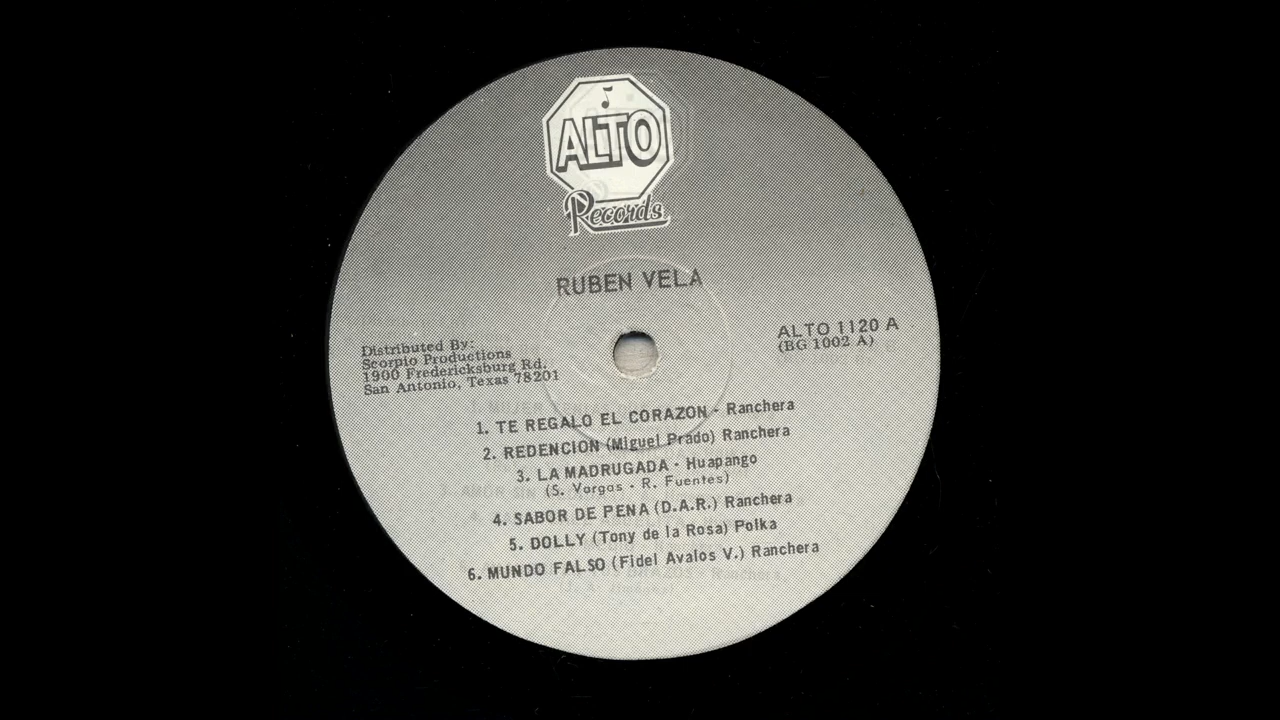 ALTO
Records
RUBEN VELA
ALTO 1120 A
(BG 1002 A)
Distributed By:
Scorpio Productions
1900 Fredericksburg Rd.
San Antonio, Texas 78201
1. TE REGALO EL CORAZON - Ranchera
2. REDENCION (Miguel Prado) Ranchera
3. LA MADRUGADA - Huapango
(S. Vargas - R. Fuentes)
4. SABOR DE PENA (D.A.R.) Ranchera
5. DOLLY (Tony de la Rosa) Polka
6. MUNDO FALSO (Fidel Avalos V.) Ranchera